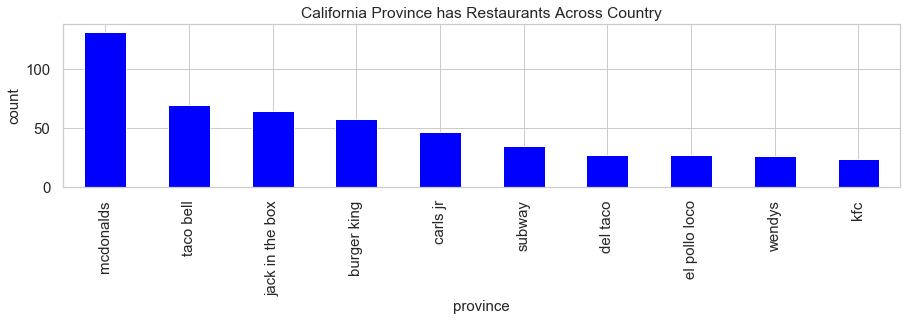 California Province has Restaurants Across Country
count
100
50
0
mcdonalds
taco bell
jack in the box
burger king
carls jr
subway
del taco
el pollo loco
wendys
kfc
province